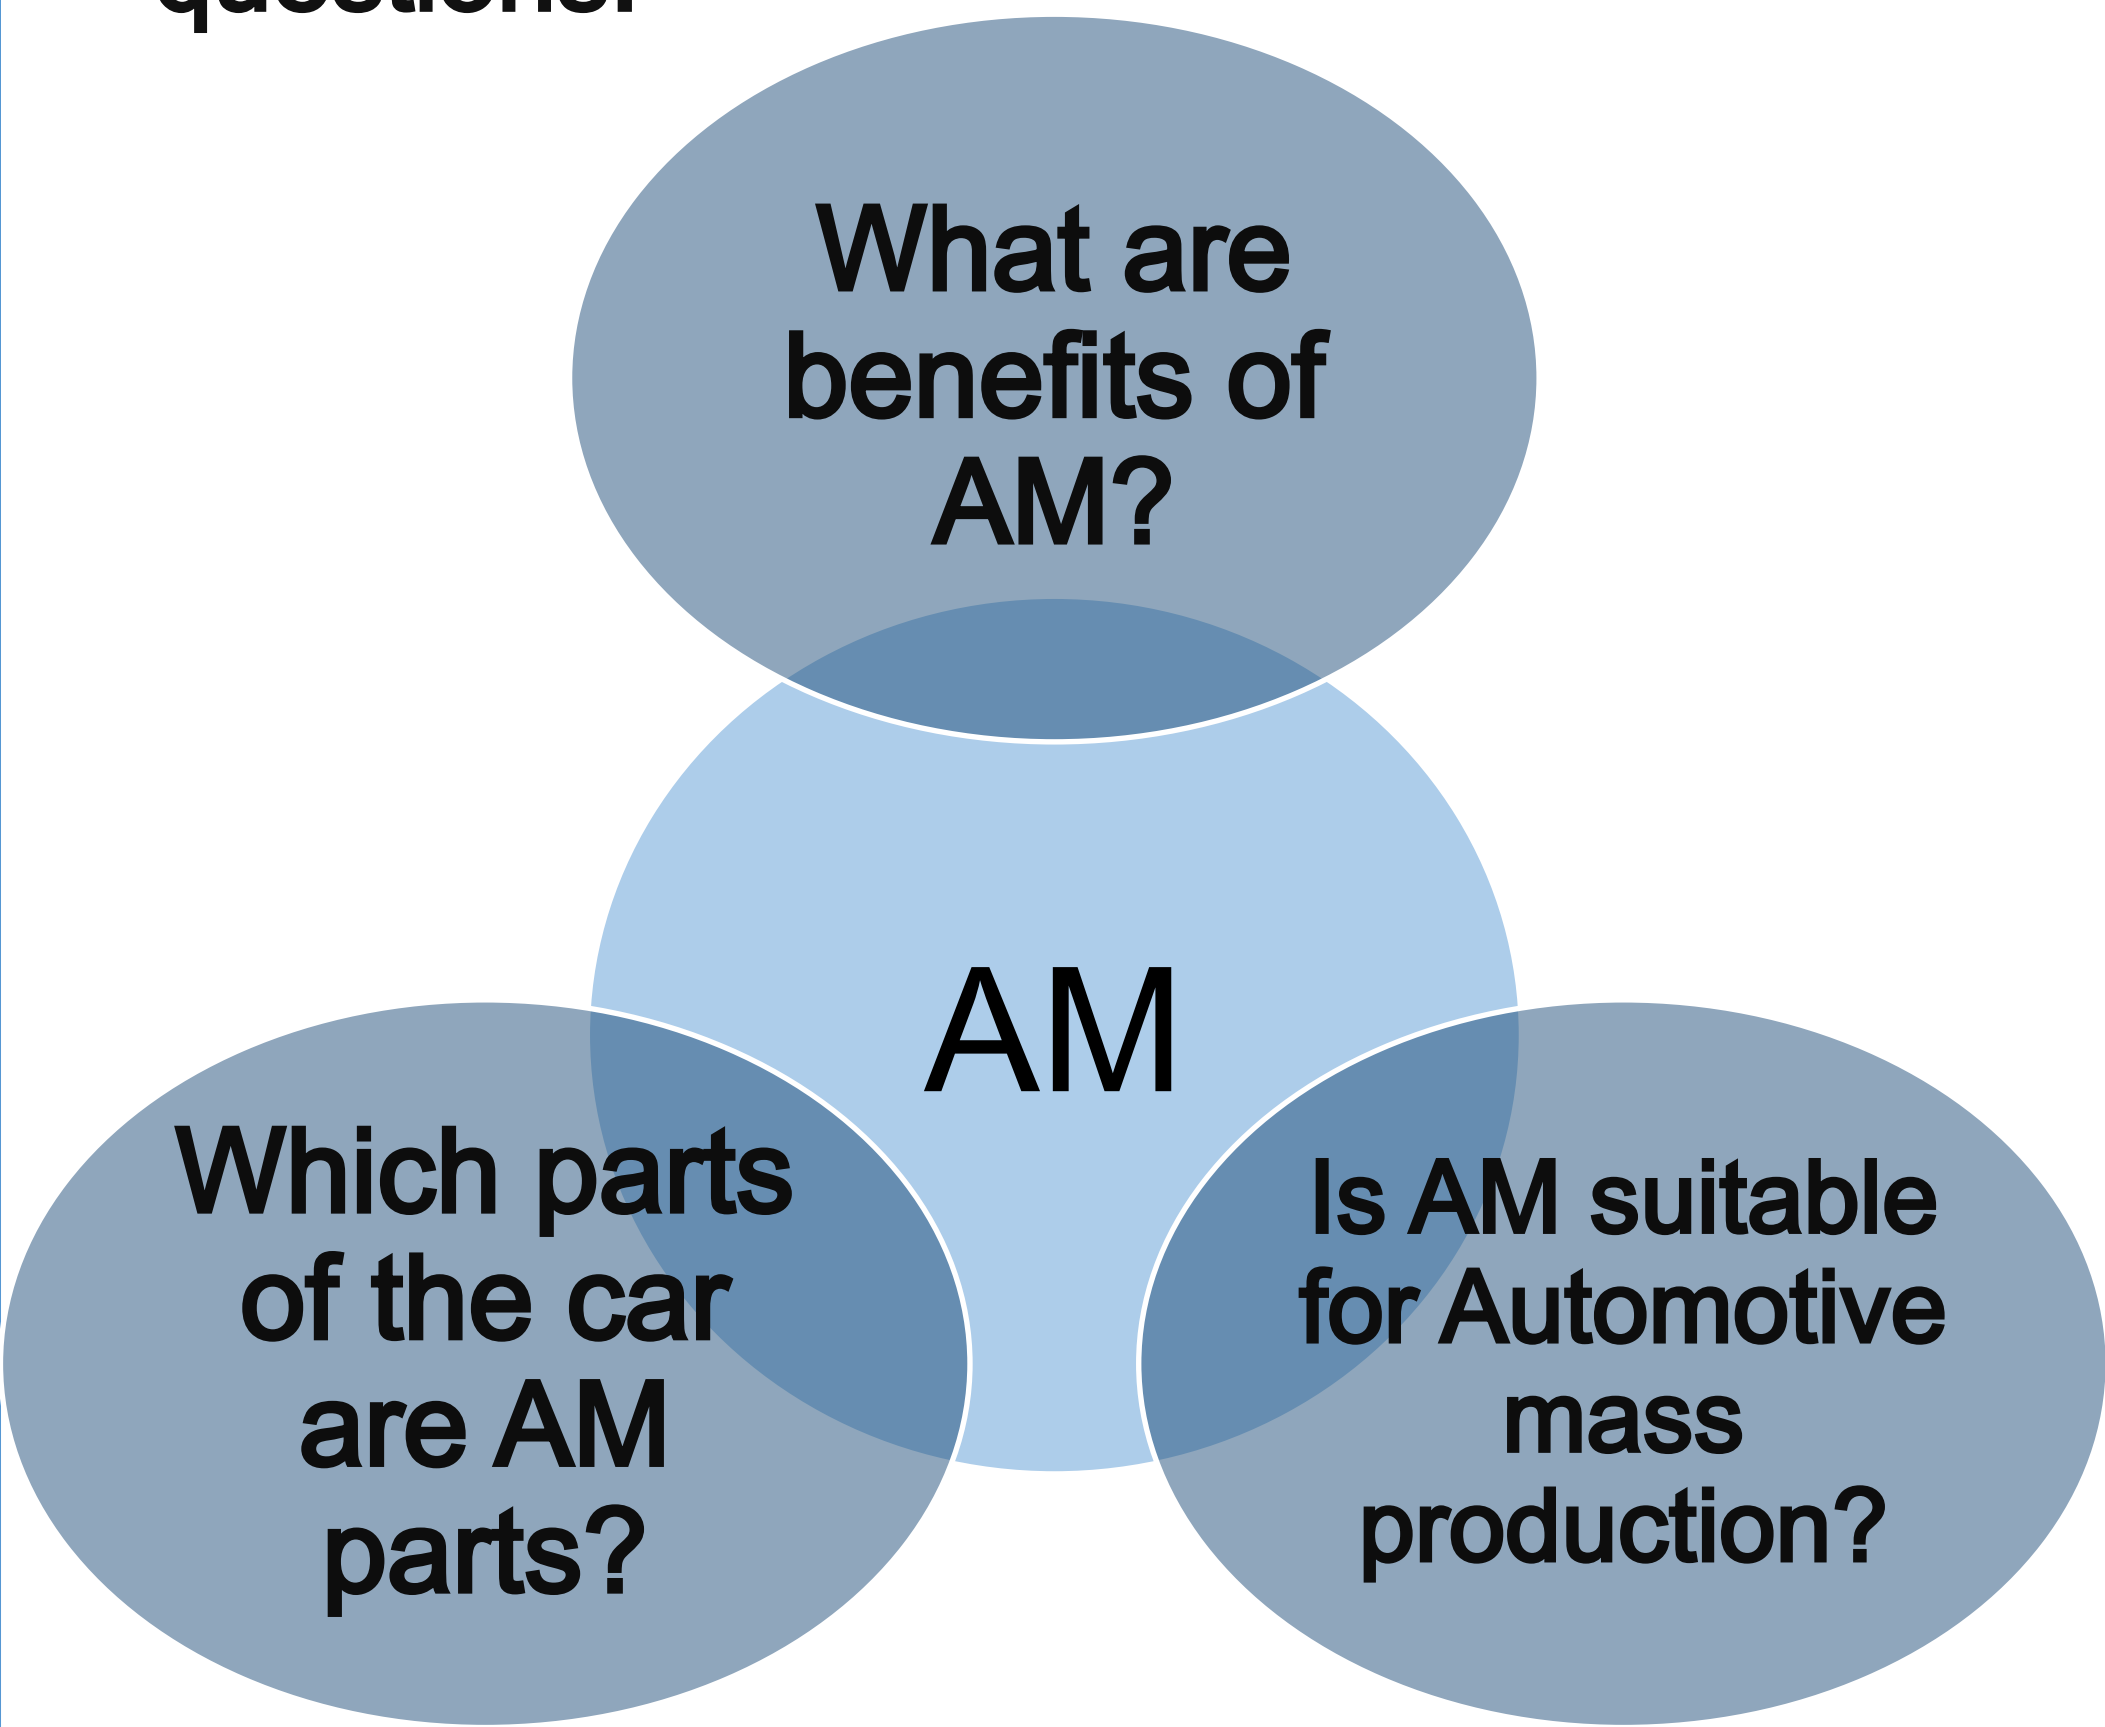 What are
benefits of
AM?
AM
Which parts
of the car
are AM
parts?
Is AM suitable
for Automotive
mass
production?